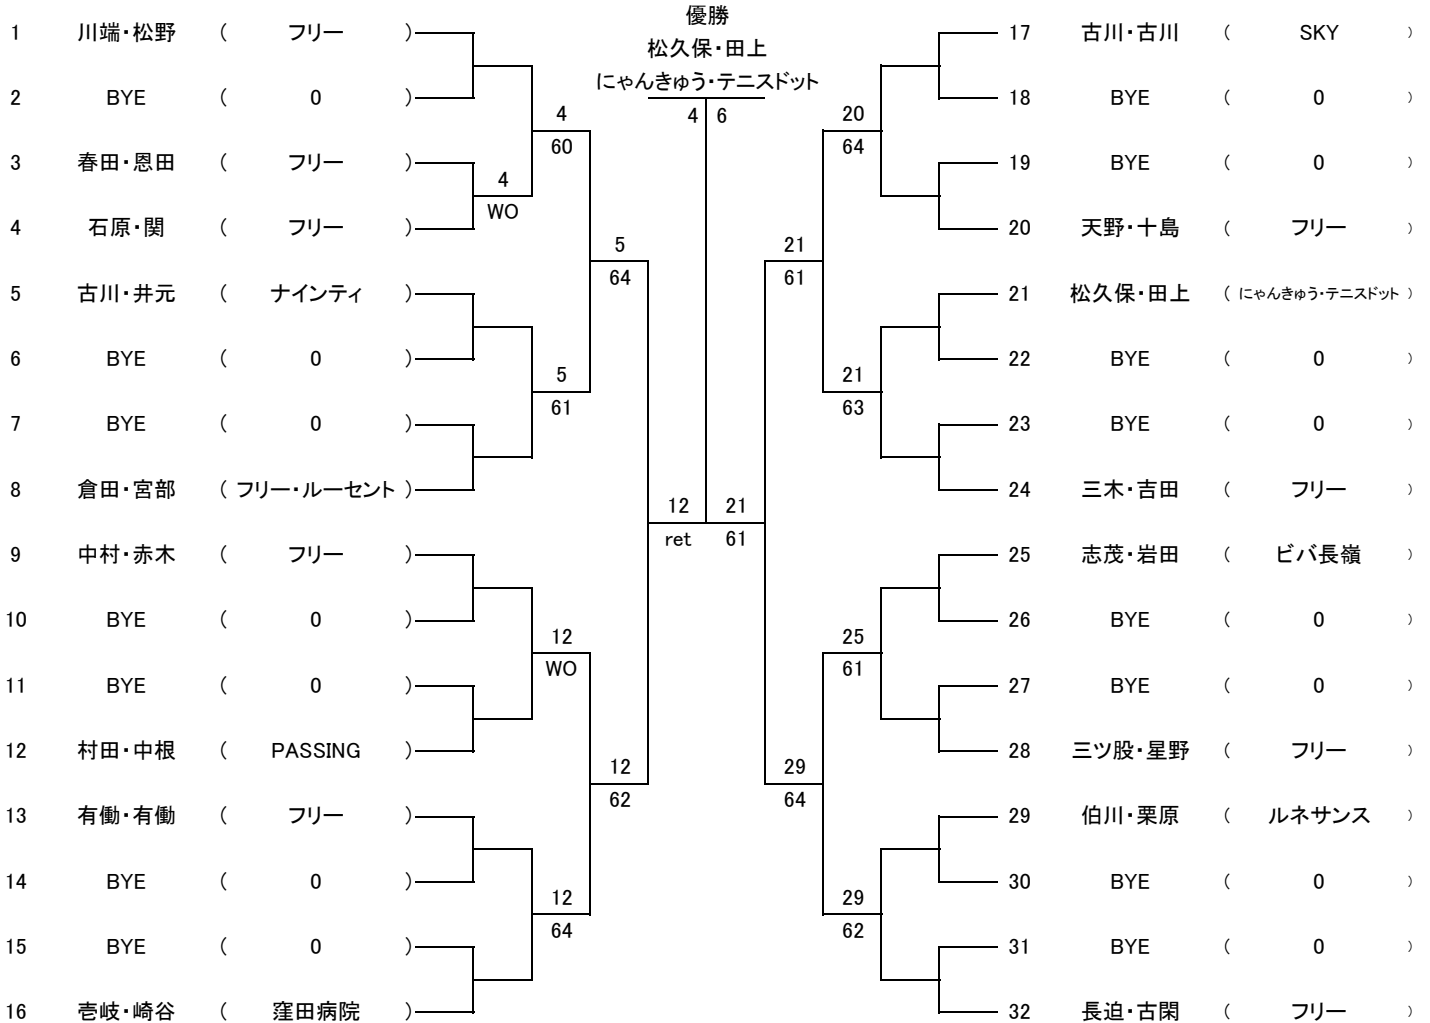 優勝
松久保・田上
にゃんきゅう・テニスドット
4 6
1 川端・松野 ( フリー )
2 BYE ( 0 )
3 春田・恩田 ( フリー )
4 石原・関 ( フリー )
5 古川・井元 ( ナインティ )
6 BYE ( 0 )
7 BYE ( 0 )
8 倉田・宮部 ( フリー・ルーセント )
9 中村・赤木 ( フリー )
10 BYE ( 0 )
11 BYE ( 0 )
12 村田・中根 ( PASSING )
13 有働・有働 ( フリー )
14 BYE ( 0 )
15 BYE ( 0 )
16 壱岐・崎谷 ( 窪田病院 )
4
WO
4
60
5
61
12
WO
12
64
5
64
12
62
12
ret
21
61
21
61
29
64
20
64
21
63
25
61
29
62
17 古川・古川 ( SKY )
18 BYE ( 0 )
19 BYE ( 0 )
20 天野・十島 ( フリー )
21 松久保・田上 ( にゃんきゅう・テニスドット )
22 BYE ( 0 )
23 BYE ( 0 )
24 三木・吉田 ( フリー )
25 志茂・岩田 ( ビバ長嶺 )
26 BYE ( 0 )
27 BYE ( 0 )
28 三ツ股・星野 ( フリー )
29 伯川・栗原 ( ルネサンス )
30 BYE ( 0 )
31 BYE ( 0 )
32 長迫・古閑 ( フリー )